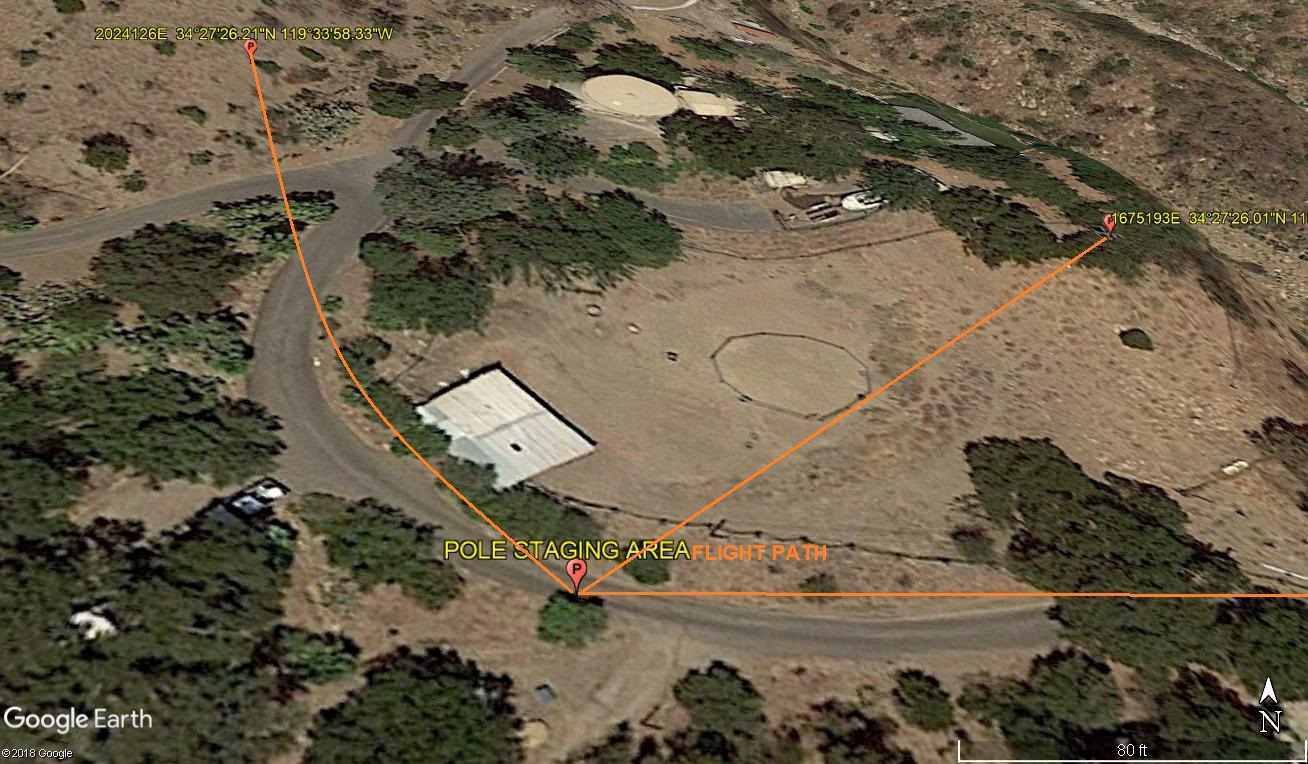 2024126E 34°27'26.21"N 119°33'58.33"W
P
1675193E 34°27'26.01"N 11
P
POLE STAGING AREA
FLIGHT PATH
P
Google Earth
©2018 Google
N
80 ft